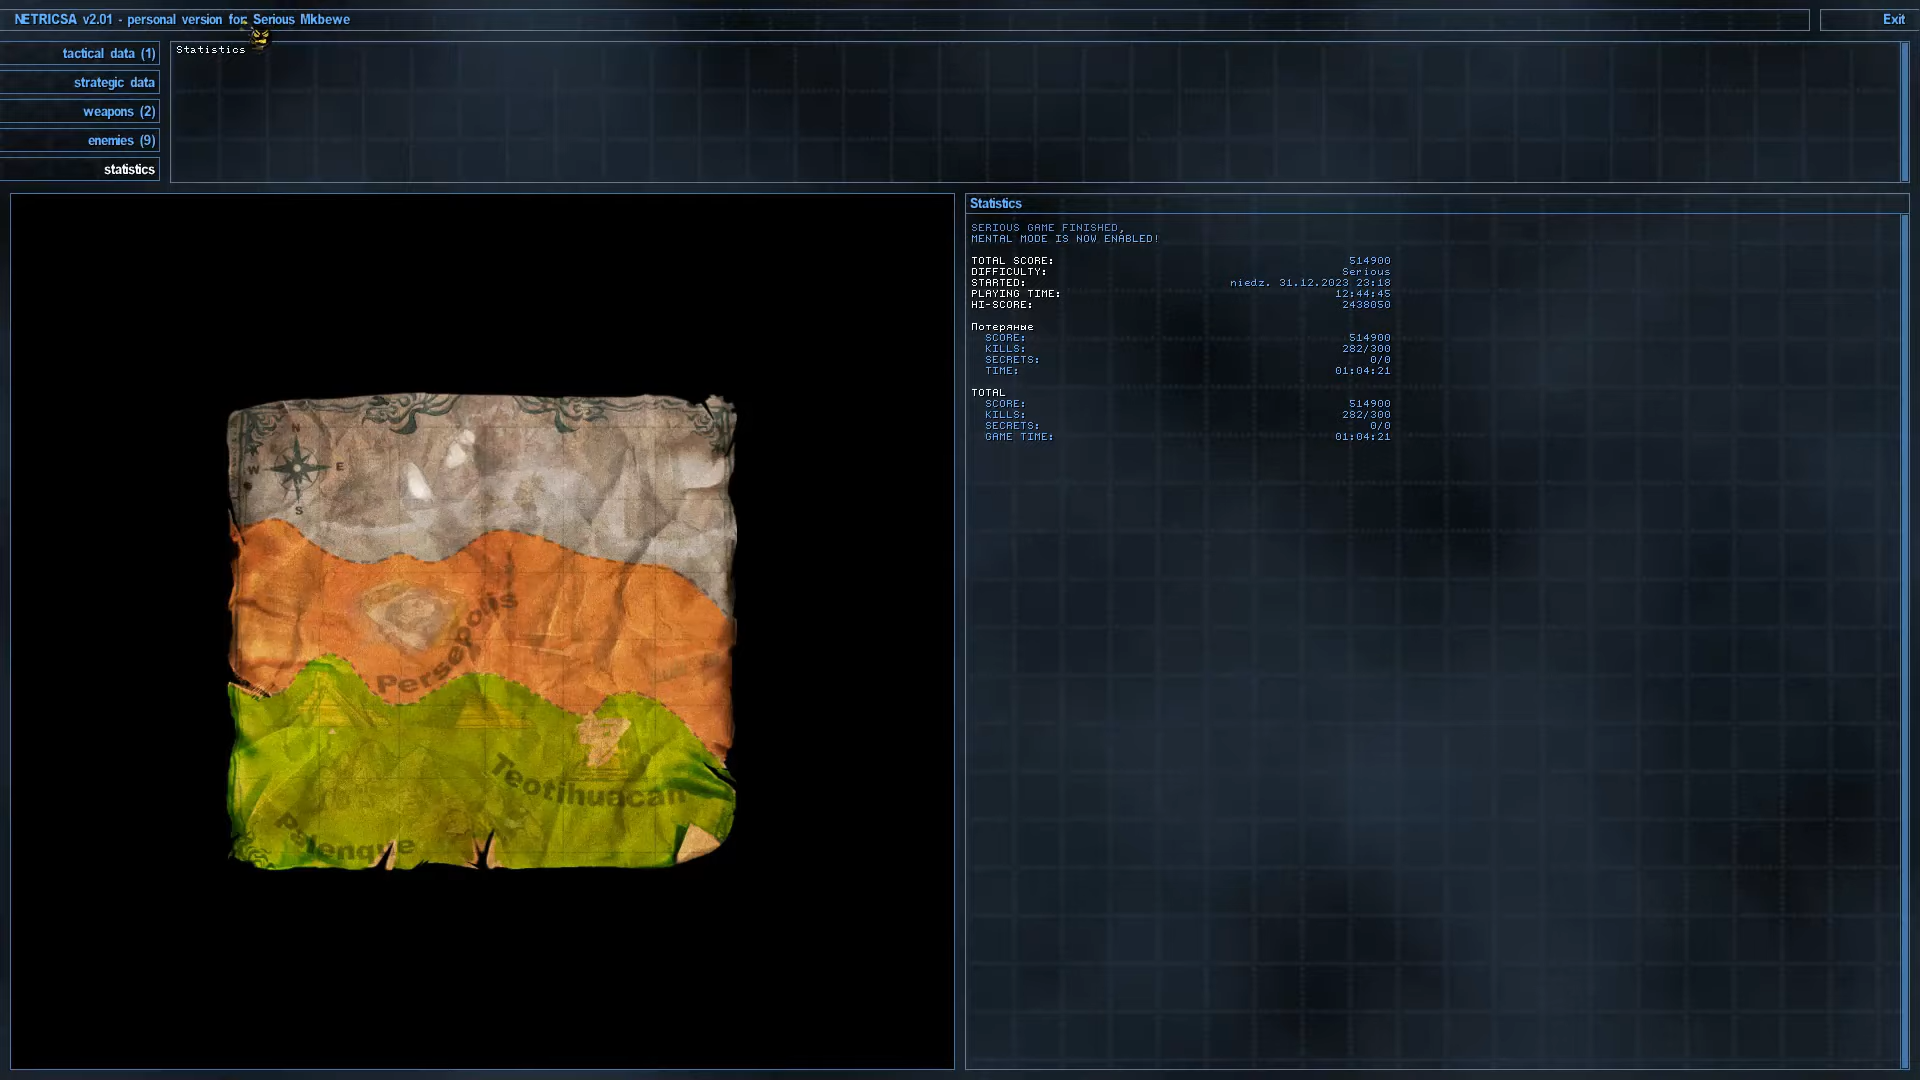 NETRICSA v2.01 - personal version for: Serious Mkbewe
Exit
tactical data (1)
strategic data
weapons (2)
enemies (9)
statistics
Statistics
Statistics
SERIOUS GAME FINISHED,
MENTAL MODE IS NOW ENABLED!
TOTAL SCORE: 514900
DIFFICULTY: Serious
STARTED: niedz. 31.12.2023 23:18
PLAYING TIME: 12:44:45
HI-SCORE: 2438050
Потеряные
SCORE: 514900
KILLS: 282/300
SECRETS: 0/0
TIME: 01:04:21
TOTAL
SCORE: 514900
KILLS: 282/300
SECRETS: 0/0
GAME TIME: 01:04:21
N
W
E
S
Persepolis
Teotihuacan
Palenque